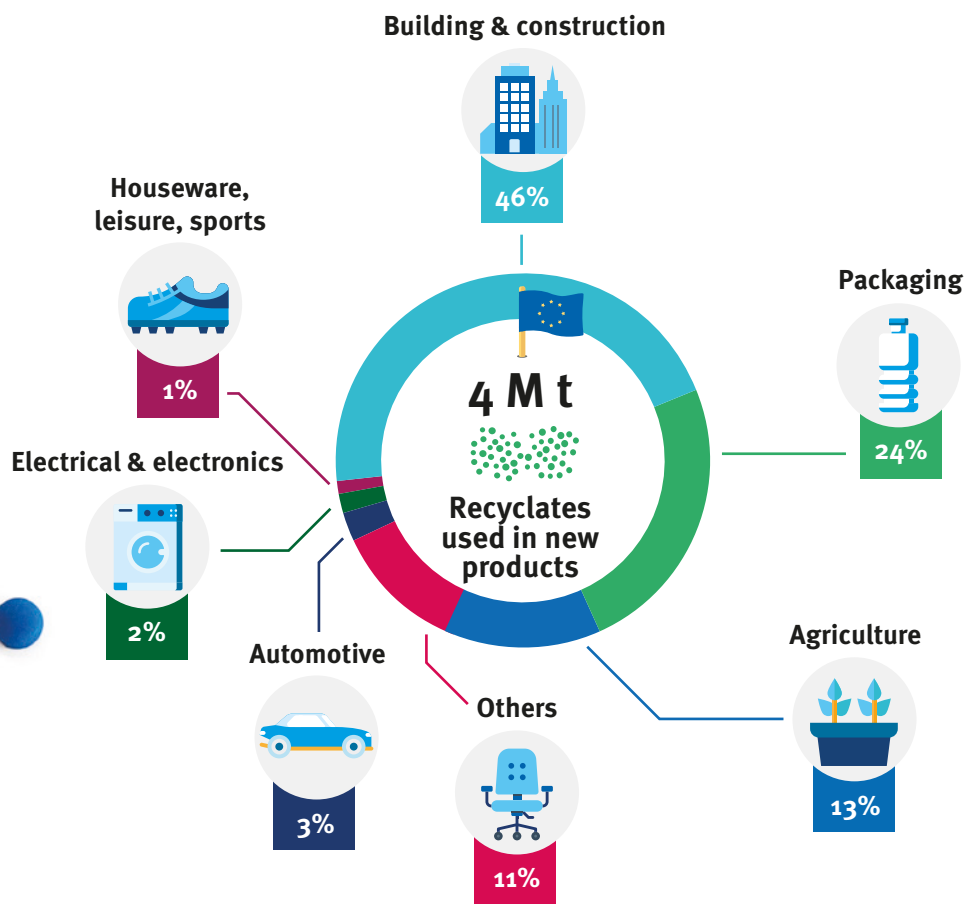 Building & construction
46%
Houseware,
leisure, sports
1%
Packaging
24%
4 Mt
Recyclates
used in new
products
Electrical & electronics
2%
Automotive
3%
Others
11%
Agriculture
13%